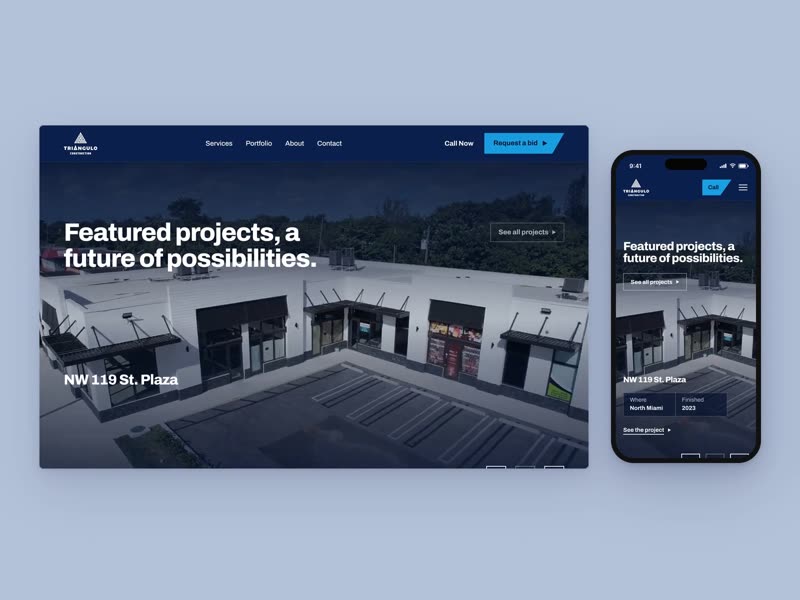 TRIÁNGULO
CONSTRUCTION
Services
Portfolio
About
Contact
Call Now
Request a bid
Featured projects, a
future of possibilities.
See all projects
NW 119 St. Plaza
9:41
TRIÁNGULO
CONSTRUCTION
Call
Featured projects, a
future of possibilities.
See all projects
NW 119 St. Plaza
Where
North Miami
Finished
2023
See the project